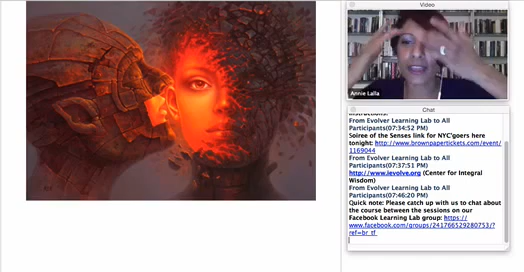 Video
Annie Lalla
Chat
From Evolver Learning Lab to All
Participants(07:34:52 PM)
Soiree of the Senses link for NYC'goers here
tonight: http://www.brownpapertickets.com/event/
1169044
From Evolver Learning Lab to All
Participants(07:37:51 PM)
http://www.ievolve.org (Center for Integral
Wisdom)
From Evolver Learning Lab to All
Participants(07:46:20 PM)
Quick note: Please catch up with us to chat about
the course between the sessions on our
Facebook Learning Lab group: https://
www.facebook.com/groups/241766529280753/?
ref=br_tf